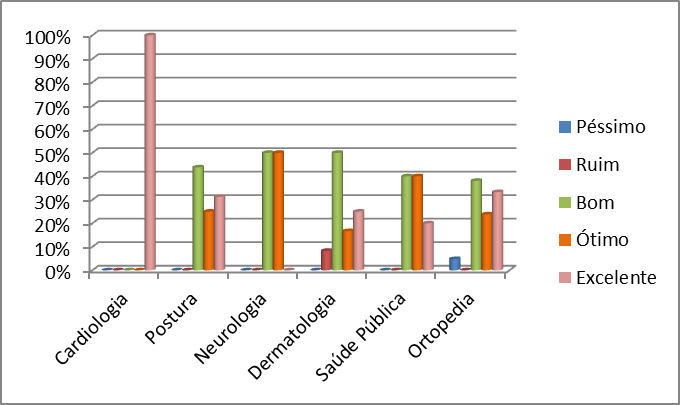 100%
90%
80%
70%
60%
50%
40%
30%
20%
10%
0%
Cardiologia
Postura
Neurologia
Dermatologia
Saúde Pública
Ortopedia
Péssimo
Ruim
Bom
Ótimo
Excelente